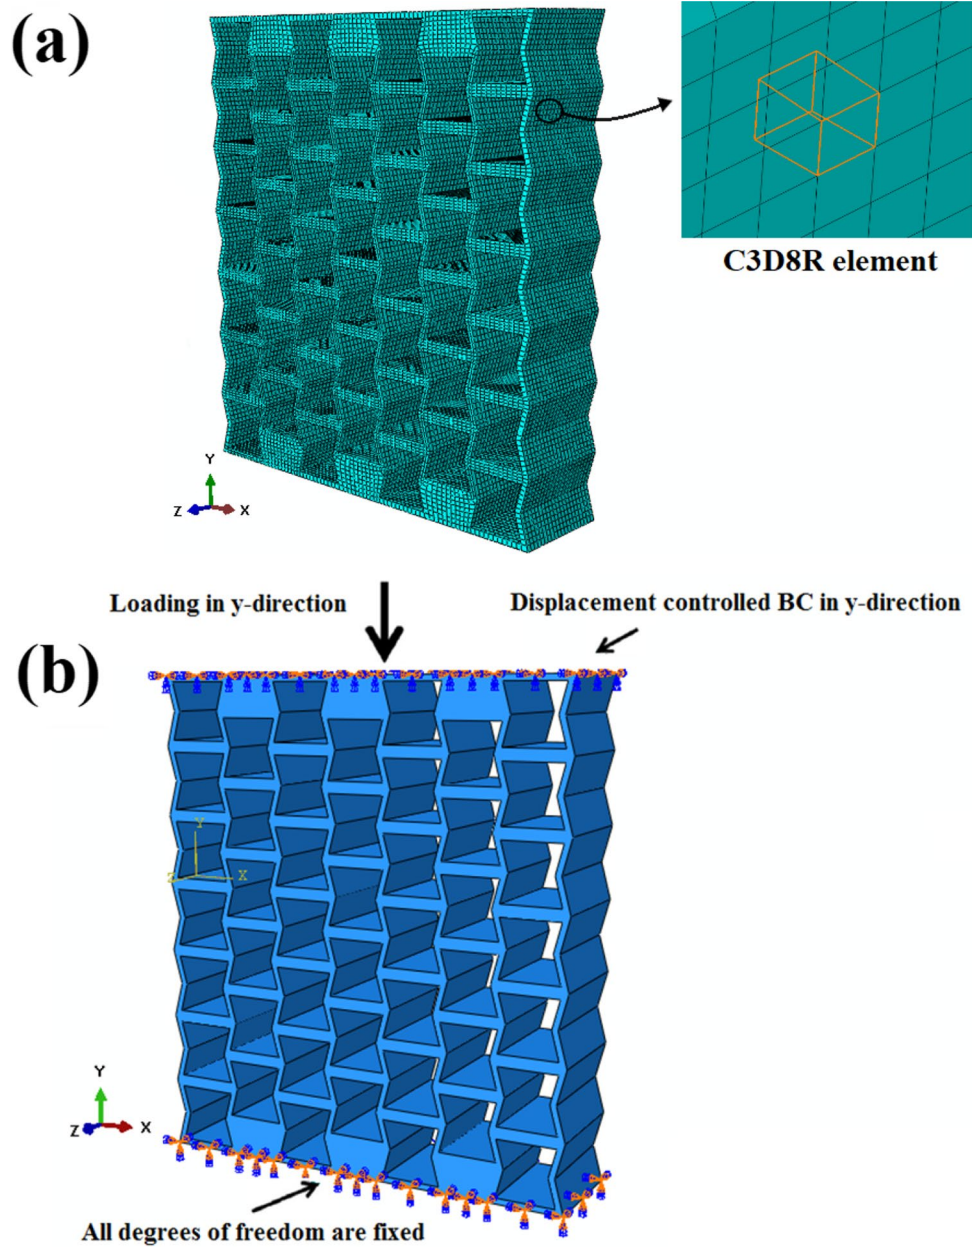 (a)
C3D8R element
Y
Z
X
Loading in y-direction
Displacement controlled BC in y-direction
(b)
Y
Z
X
Y
Z
X
All degrees of freedom are fixed